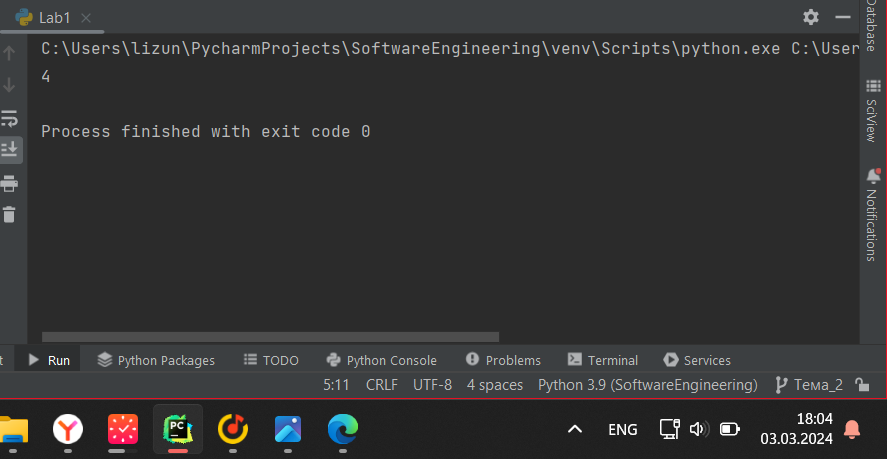 Lab1
C:\Users\lizun\PycharmProjects\SoftwareEngineering\venv\Scripts\python.exe C:\User
4
Process finished with exit code 0
Database
SciView
Notifications
t Run Python Packages TODO Python Console Problems Terminal Services
5:11 CRLF UTF-8 4 spaces Python 3.9 (SoftwareEngineering) Тема_2
PC ENG 18:04
03.03.2024